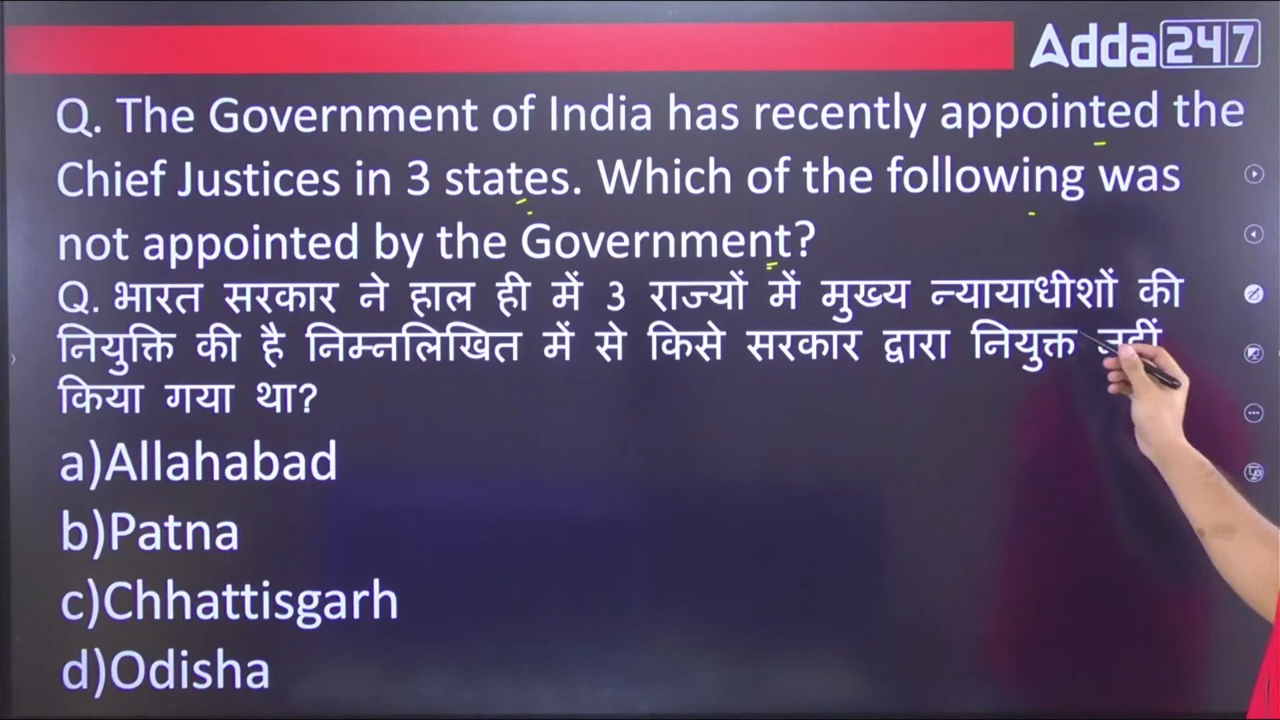 Adda247
Q. The Government of India has recently appointed the
Chief Justices in 3 states. Which of the following was
not appointed by the Government?
Q. भारत सरकार ने हाल ही में 3 राज्यों में मुख्य न्यायाधीशों की
नियुक्ति की है निम्नलिखित में से किसे सरकार द्वारा नियुक्त नहीं
किया गया था?
a)Allahabad
b)Patna
c)Chhattisgarh
d)Odisha